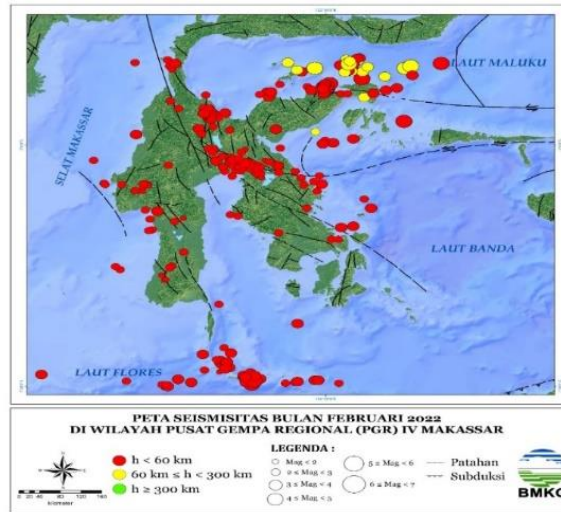 LAUT MALUKU
SELAT MAKASSAR
LAUT BANDA
LAUT FLORES
PETA SEISMISITAS BULAN FEBRUARI 2022
DI WILAYAH PUSAT GEMPA REGIONAL (PGR) IV MAKASSAR
h < 60 km
60 km ≤ h < 300 km
h ≥ 300 km
LEGENDA :
Mag < 2
2 ≤ Mag < 3
3 ≤ Mag < 4
4 ≤ Mag < 5
5 ≤ Mag < 6
6 ≤ Mag < 7
Patahan
Subduksi
BMKG